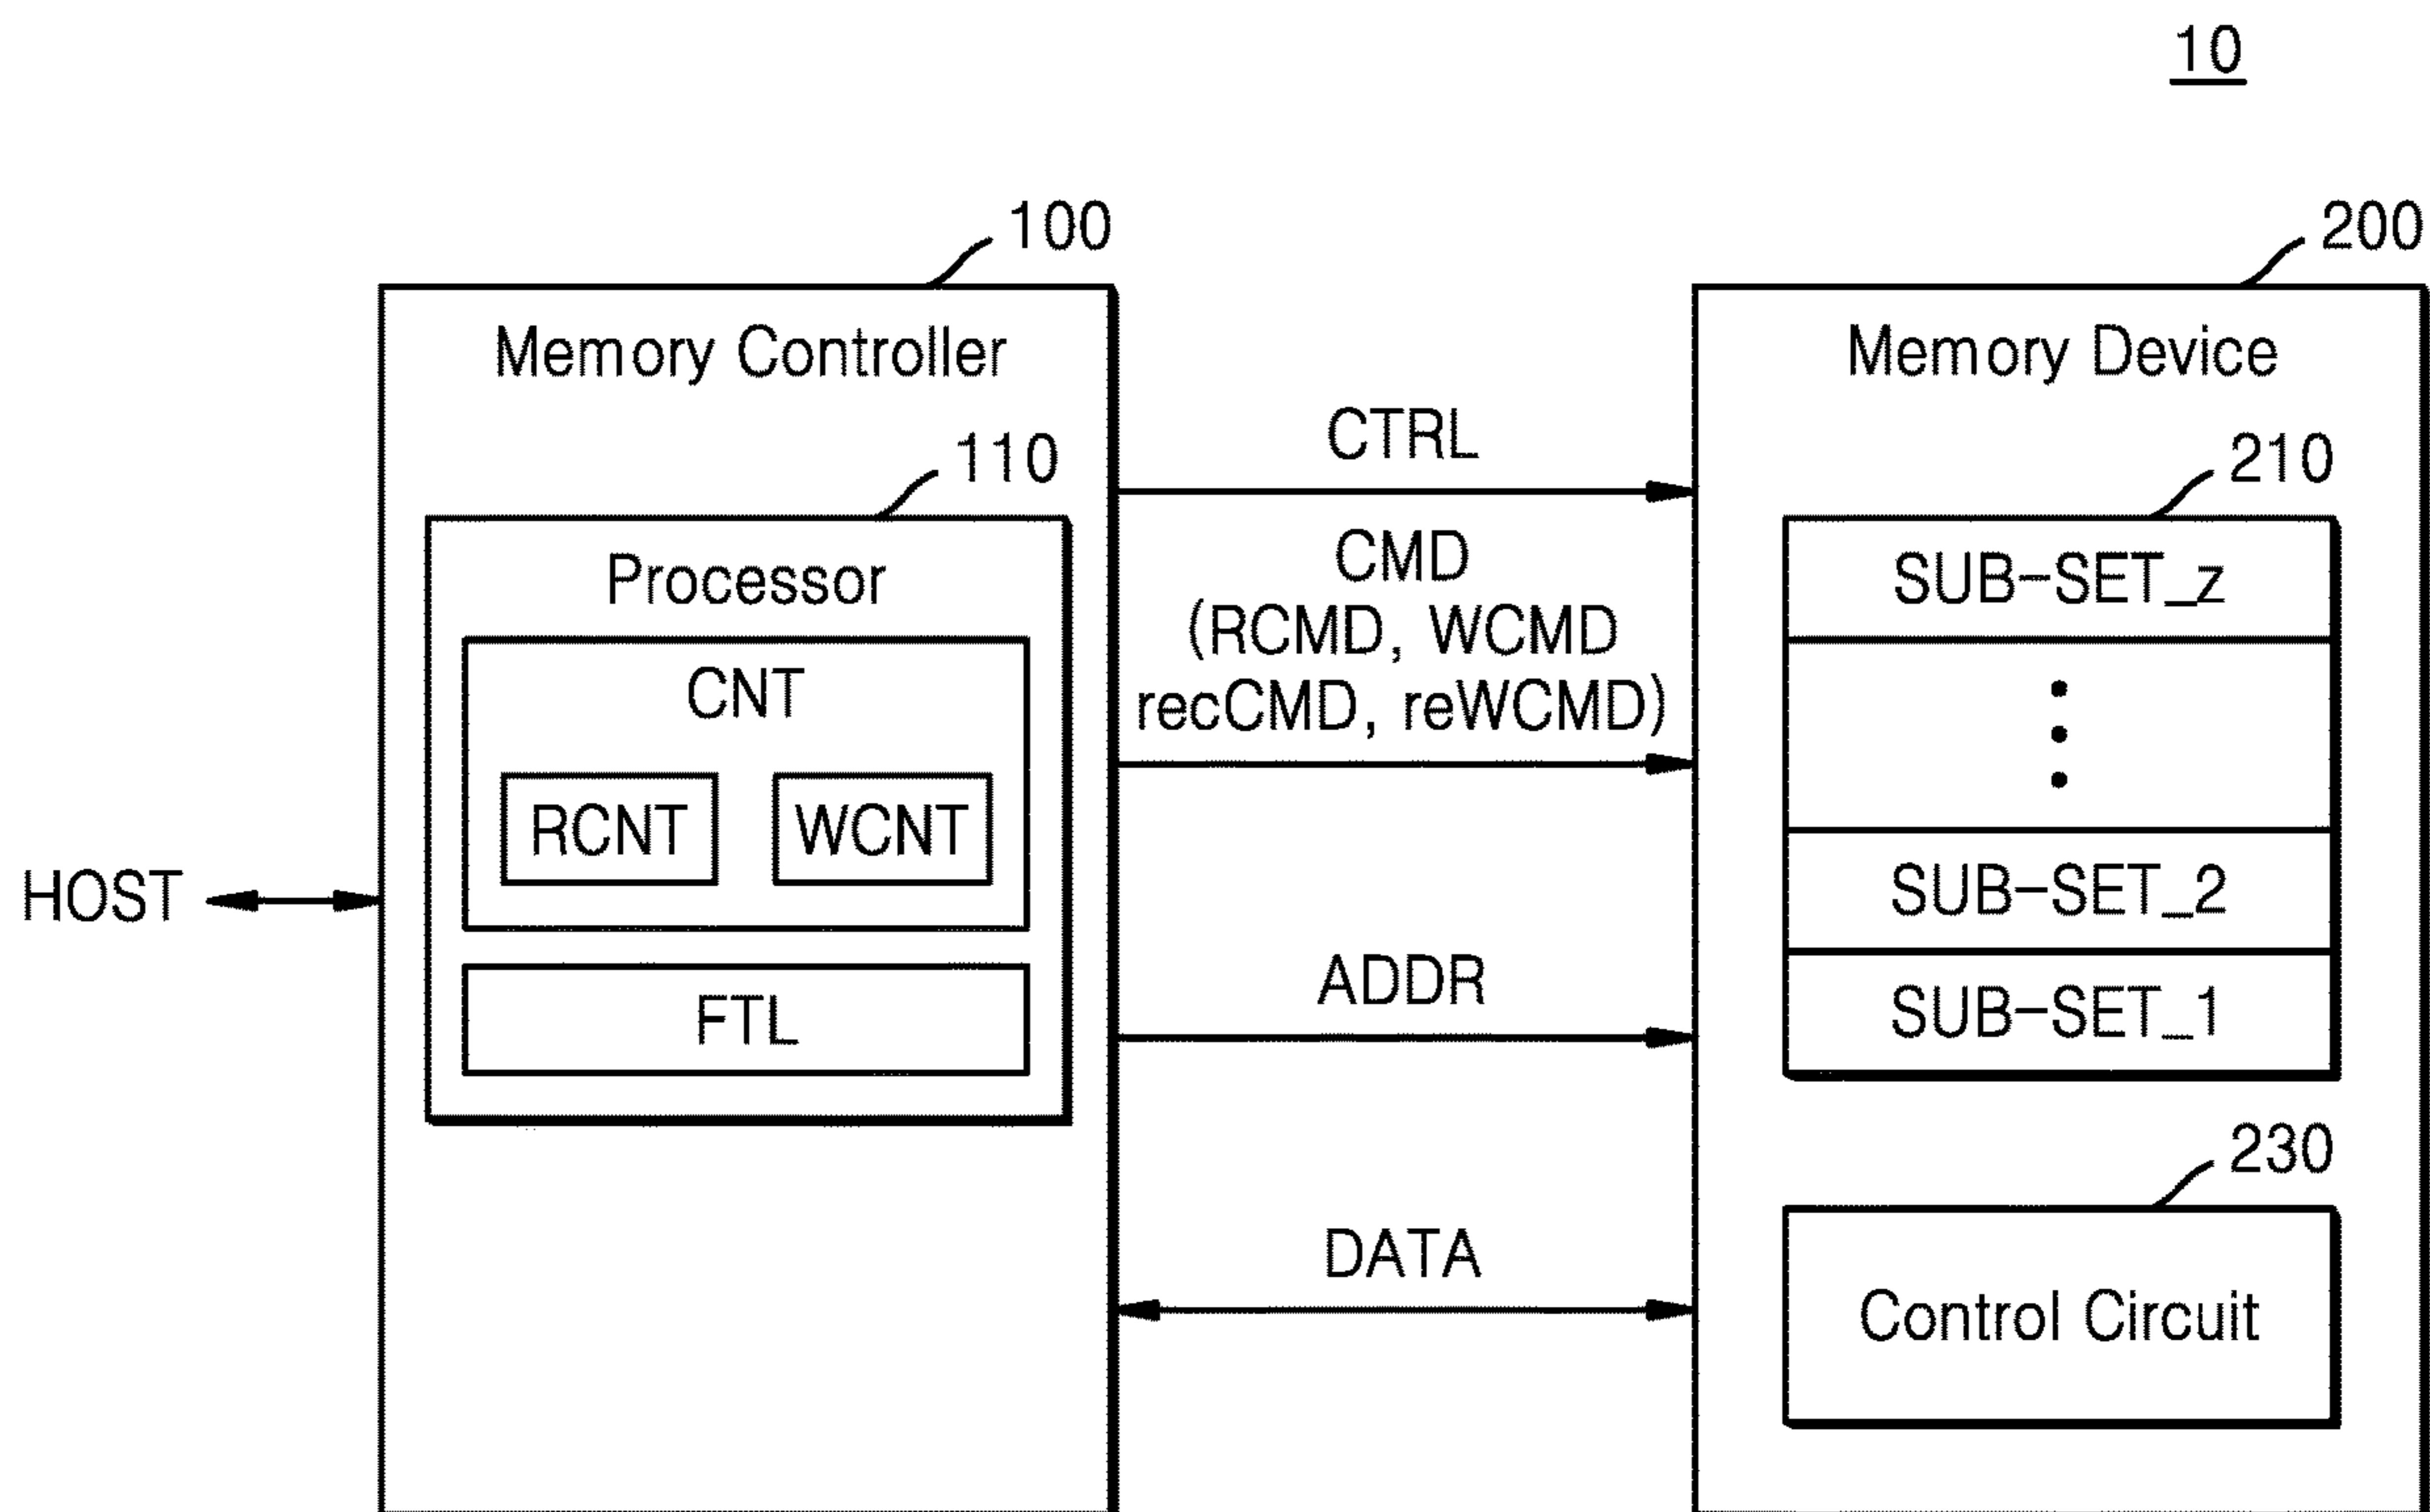 10
100
200
Memory Controller
Memory Device
CTRL
110
210
Processor
CMD
(RCMD, WCMD
recCMD, reWCMD)
SUB-SET_z
CNT
RCNT
WCNT
HOST
SUB-SET_2
ADDR
FTL
SUB-SET_1
230
DATA
Control Circuit